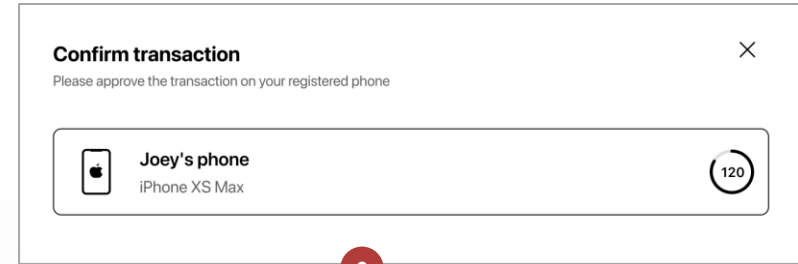 Confirm transaction
Please approve the transaction on your registered phone
Joey's phone
iPhone XS Max
120